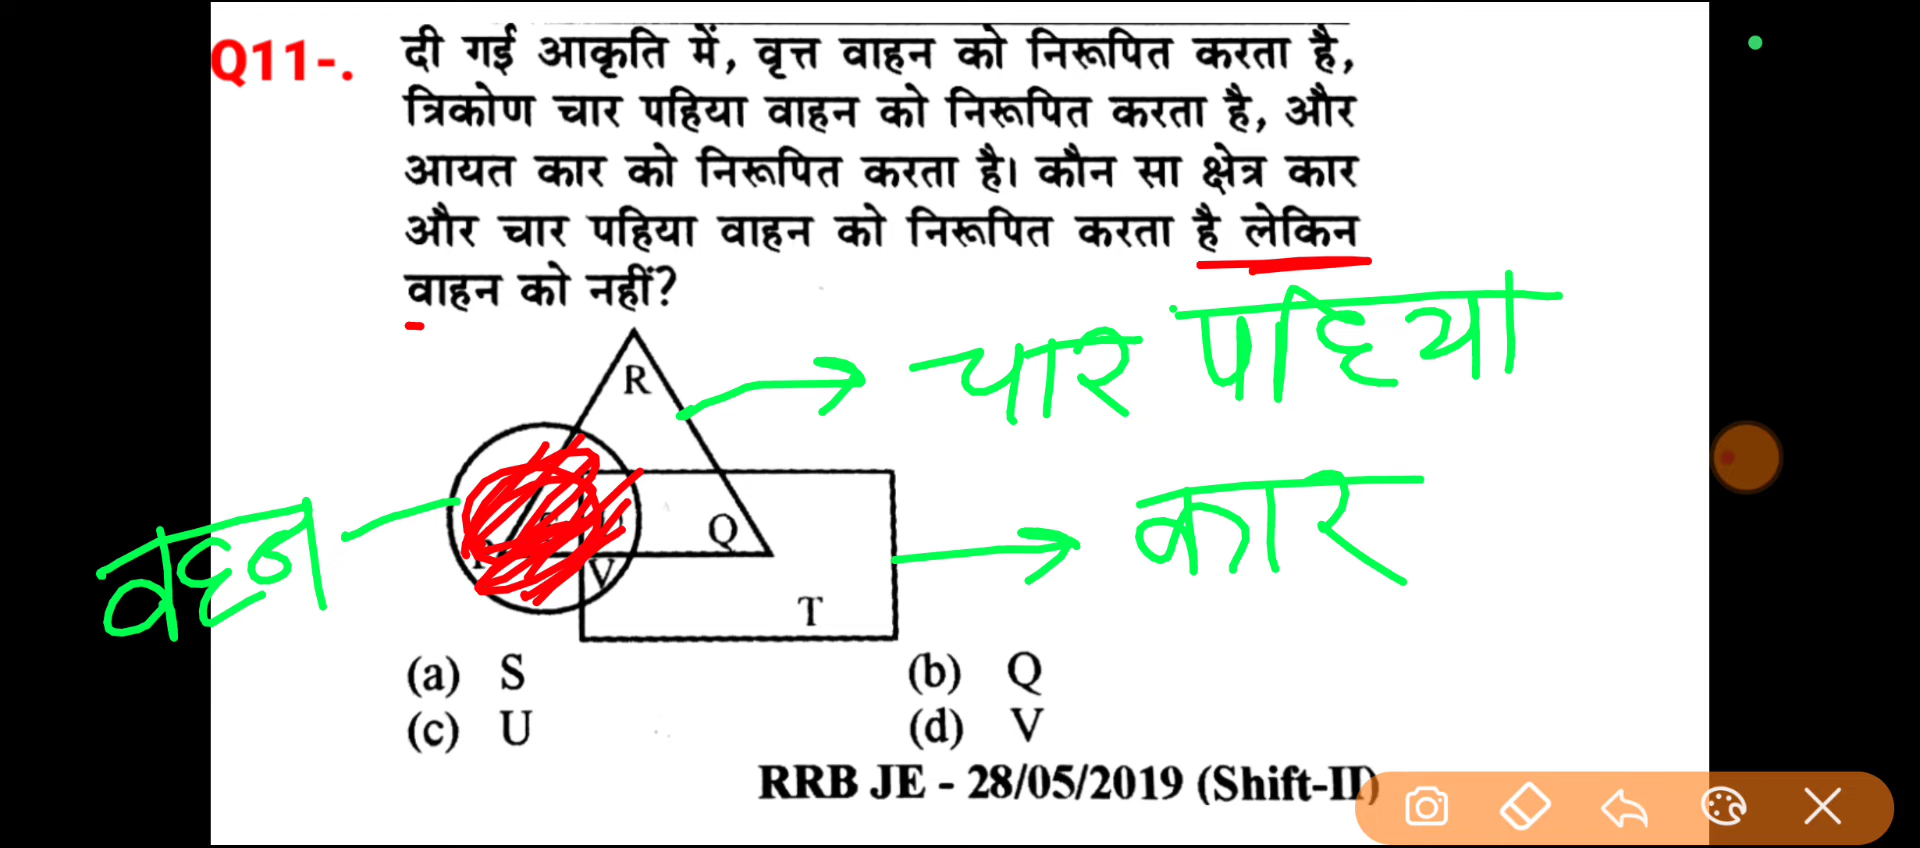 Q11-. दी गई आकृति में, वृत्त वाहन को निरूपित करता है,
त्रिकोण चार पहिया वाहन को निरूपित करता है, और
आयत कार को निरूपित करता है। कौन सा क्षेत्र कार
और चार पहिया वाहन को निरूपित करता है लेकिन
वाहन को नहीं?
चार पहिया
R
वहन
कार
Q
V
T
(a) S (b) Q
(c) U (d) V
RRB JE - 28/05/2019 (Shift-II)